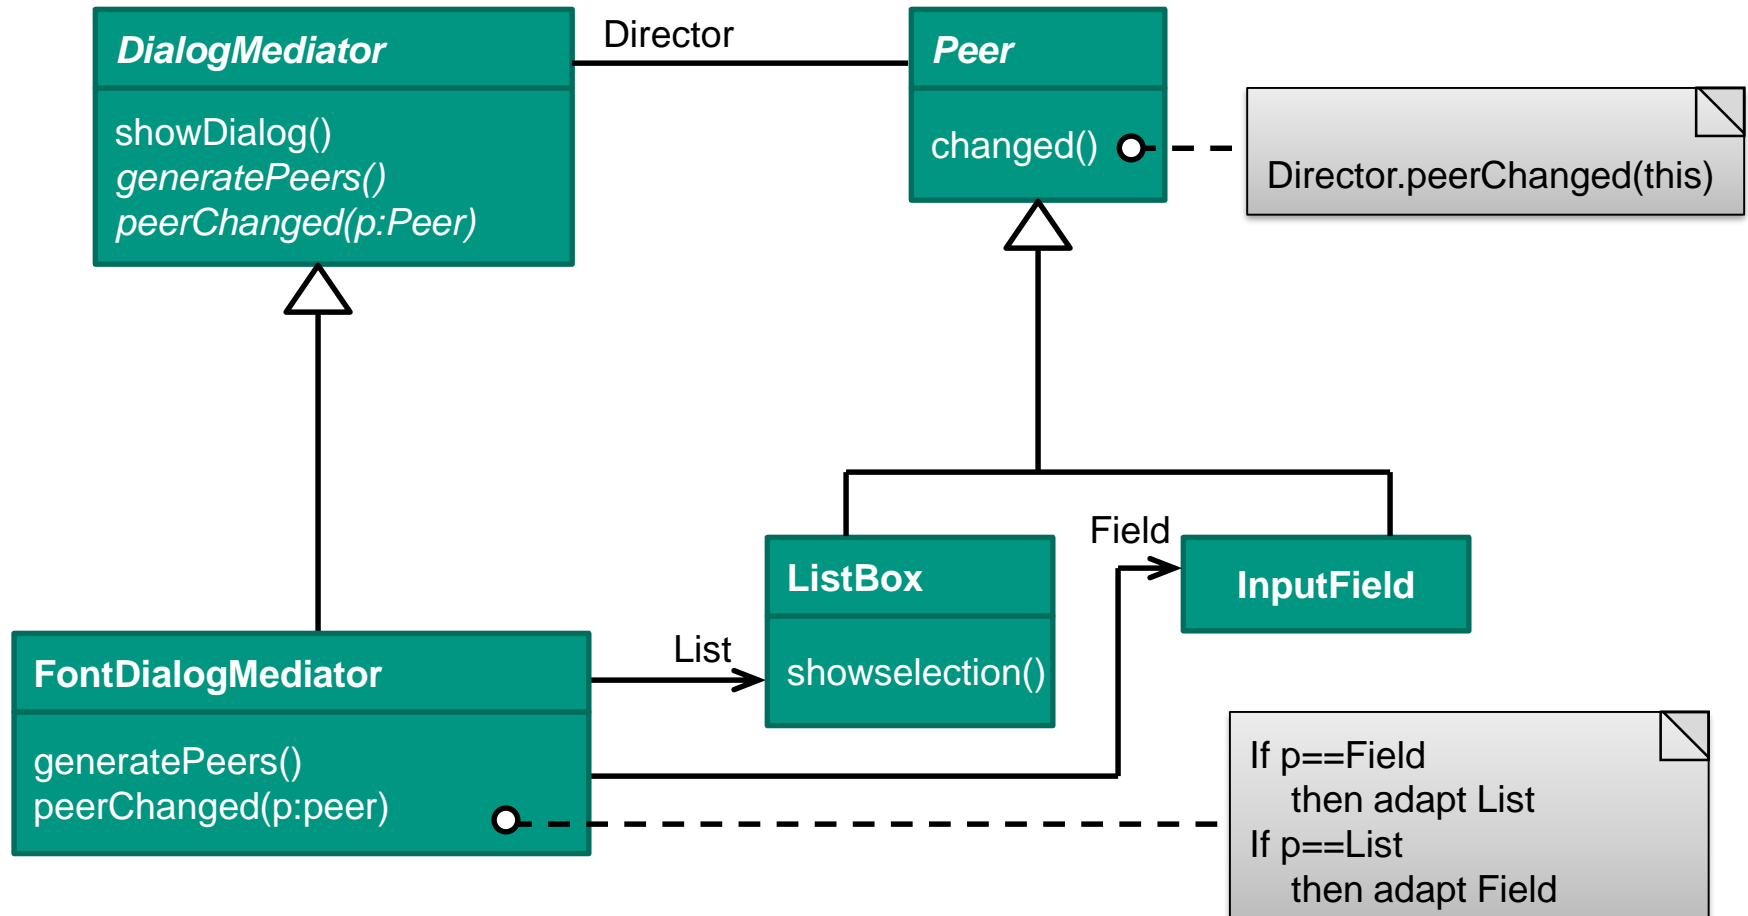 DialogMediator
showDialog()
generatePeers()
peerChanged(p:Peer)
Director
Peer
changed()
Director.peerChanged(this)
FontDialogMediator
generatePeers()
peerChanged(p:peer)
List
ListBox
showselection()
Field
InputField
If p==Field
then adapt List
If p==List
then adapt Field